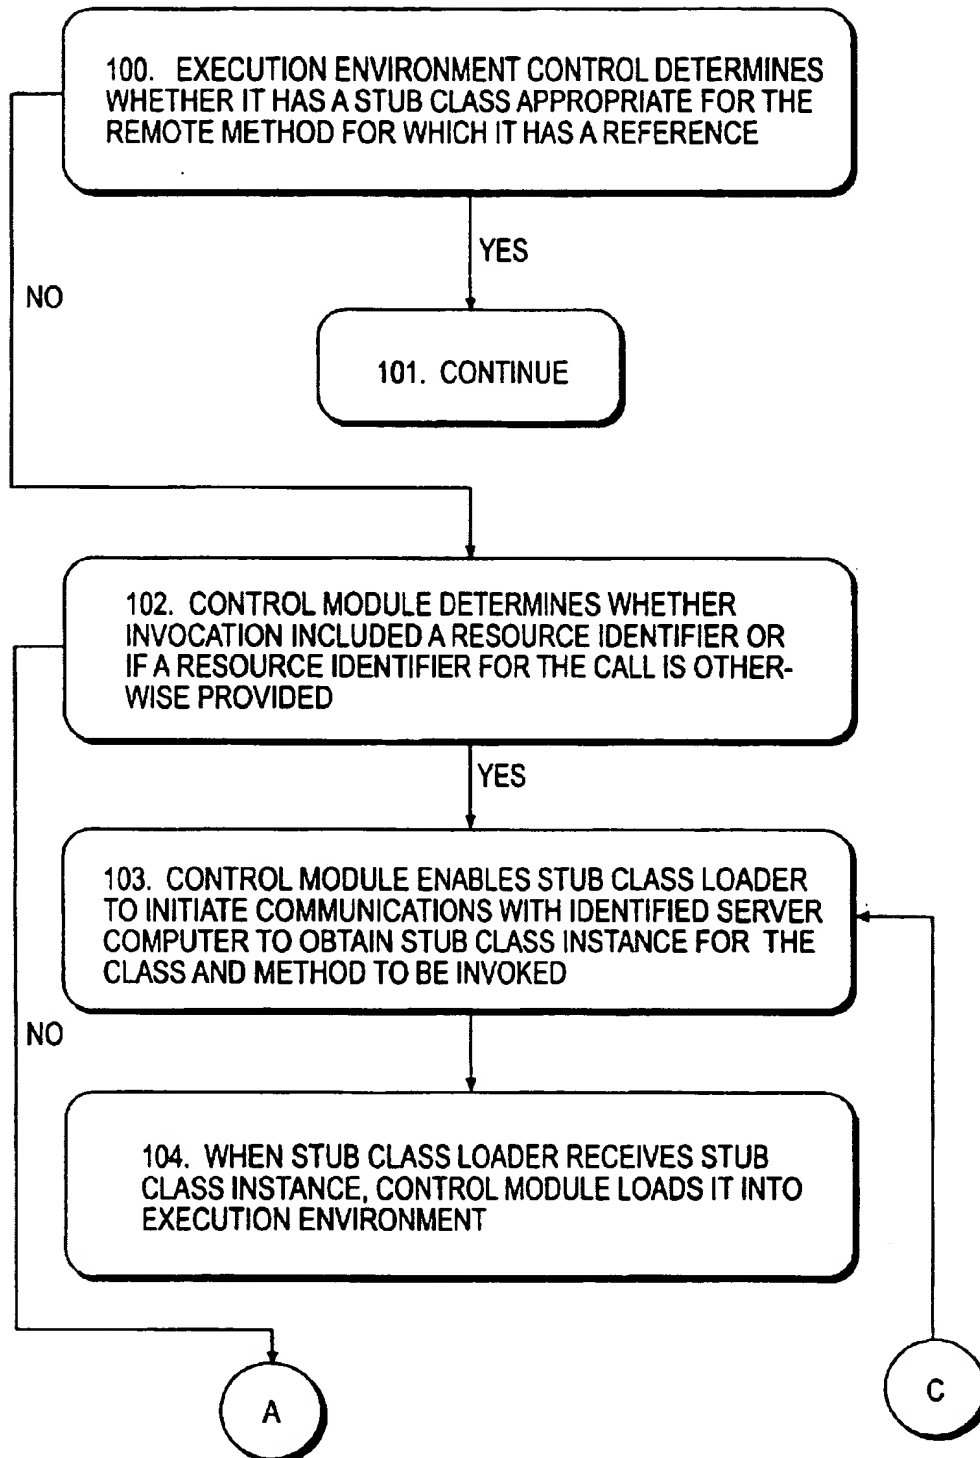 100. EXECUTION ENVIRONMENT CONTROL DETERMINES
WHETHER IT HAS A STUB CLASS APPROPRIATE FOR THE
REMOTE METHOD FOR WHICH IT HAS A REFERENCE
YES
NO
101. CONTINUE
102. CONTROL MODULE DETERMINES WHETHER
INVOCATION INCLUDED A RESOURCE IDENTIFIER OR
IF A RESOURCE IDENTIFIER FOR THE CALL IS OTHER-
WISE PROVIDED
YES
103. CONTROL MODULE ENABLES STUB CLASS LOADER
TO INITIATE COMMUNICATIONS WITH IDENTIFIED SERVER
COMPUTER TO OBTAIN STUB CLASS INSTANCE FOR THE
CLASS AND METHOD TO BE INVOKED
NO
104. WHEN STUB CLASS LOADER RECEIVES STUB
CLASS INSTANCE, CONTROL MODULE LOADS IT INTO
EXECUTION ENVIRONMENT
A
C